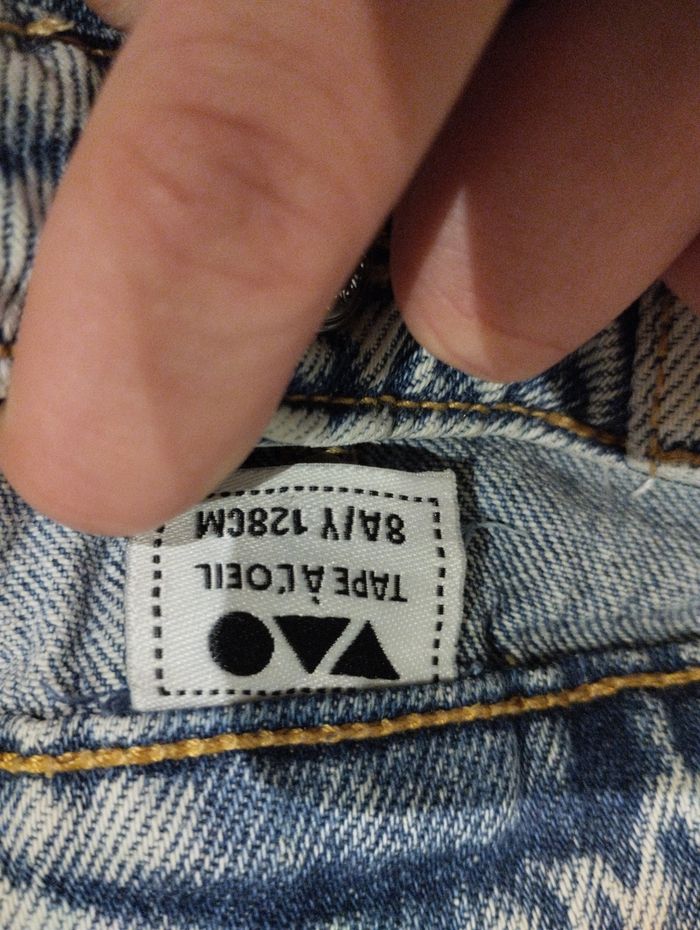 TAPE À L'OEIL
8A/Y 128CM